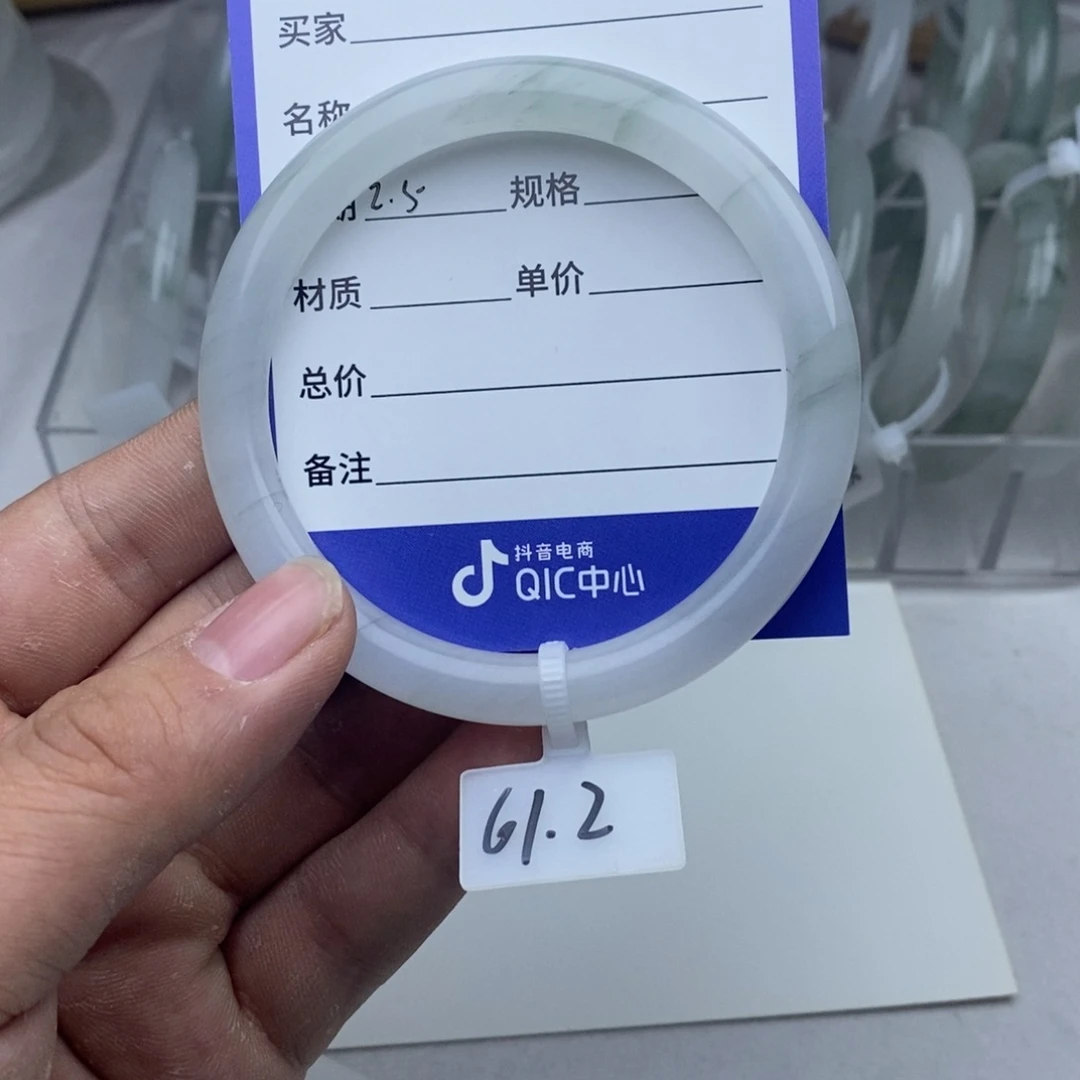 买家
名称
期 2.5 规格
材质 单价
总价
备注
抖音电商
QIC中心
61.2